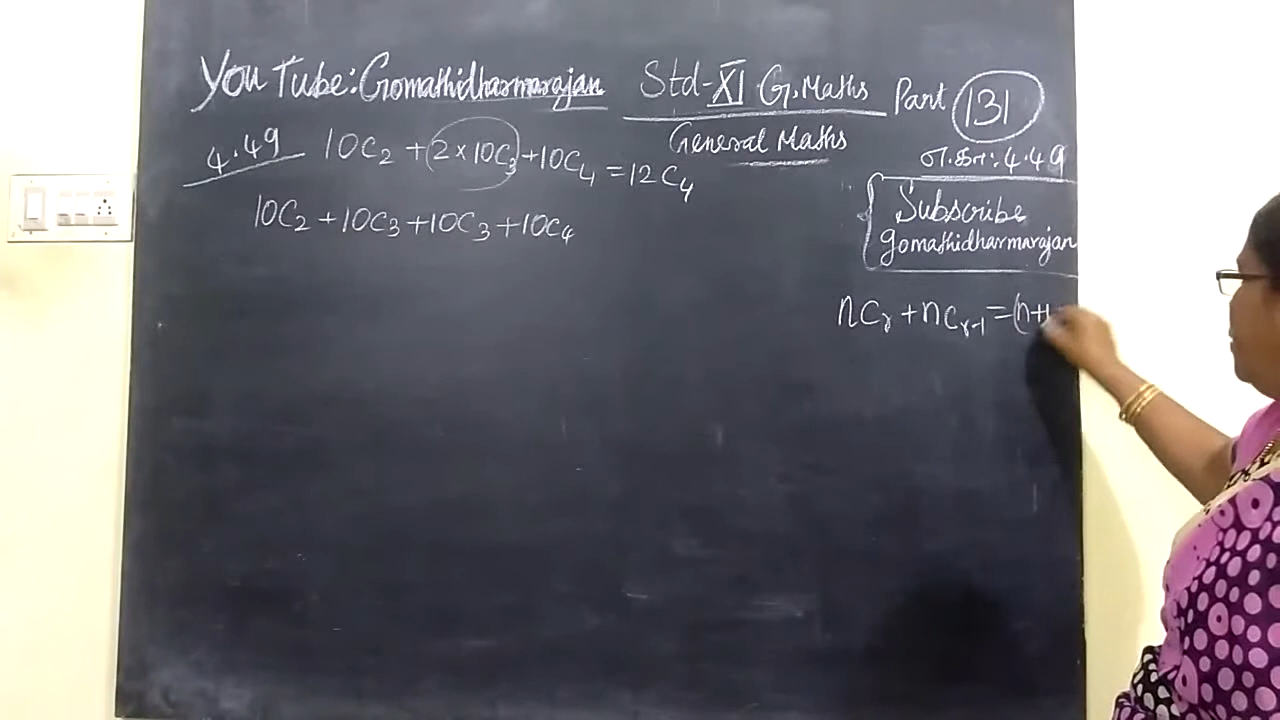 YouTube: Gomathidharmarajan Std-XI G.Maths Part 131
General Maths
எ.கா: 4.49
4.49 10C₂ + (2×10C₃) + 10C₄ = 12C₄
10C₂ + 10C₃ + 10C₃ + 10C₄
Subscribe
gomathidharmarajan
nCᵣ + nCᵣ₋₁ = (n+1